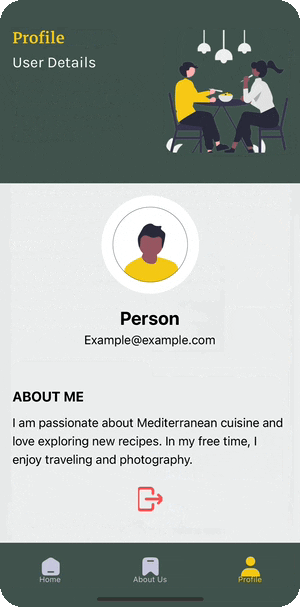 Profile
User Details
Person
Example@example.com
ABOUT ME
I am passionate about Mediterranean cuisine and
love exploring new recipes. In my free time, I
enjoy traveling and photography.
Home
About Us
Profile